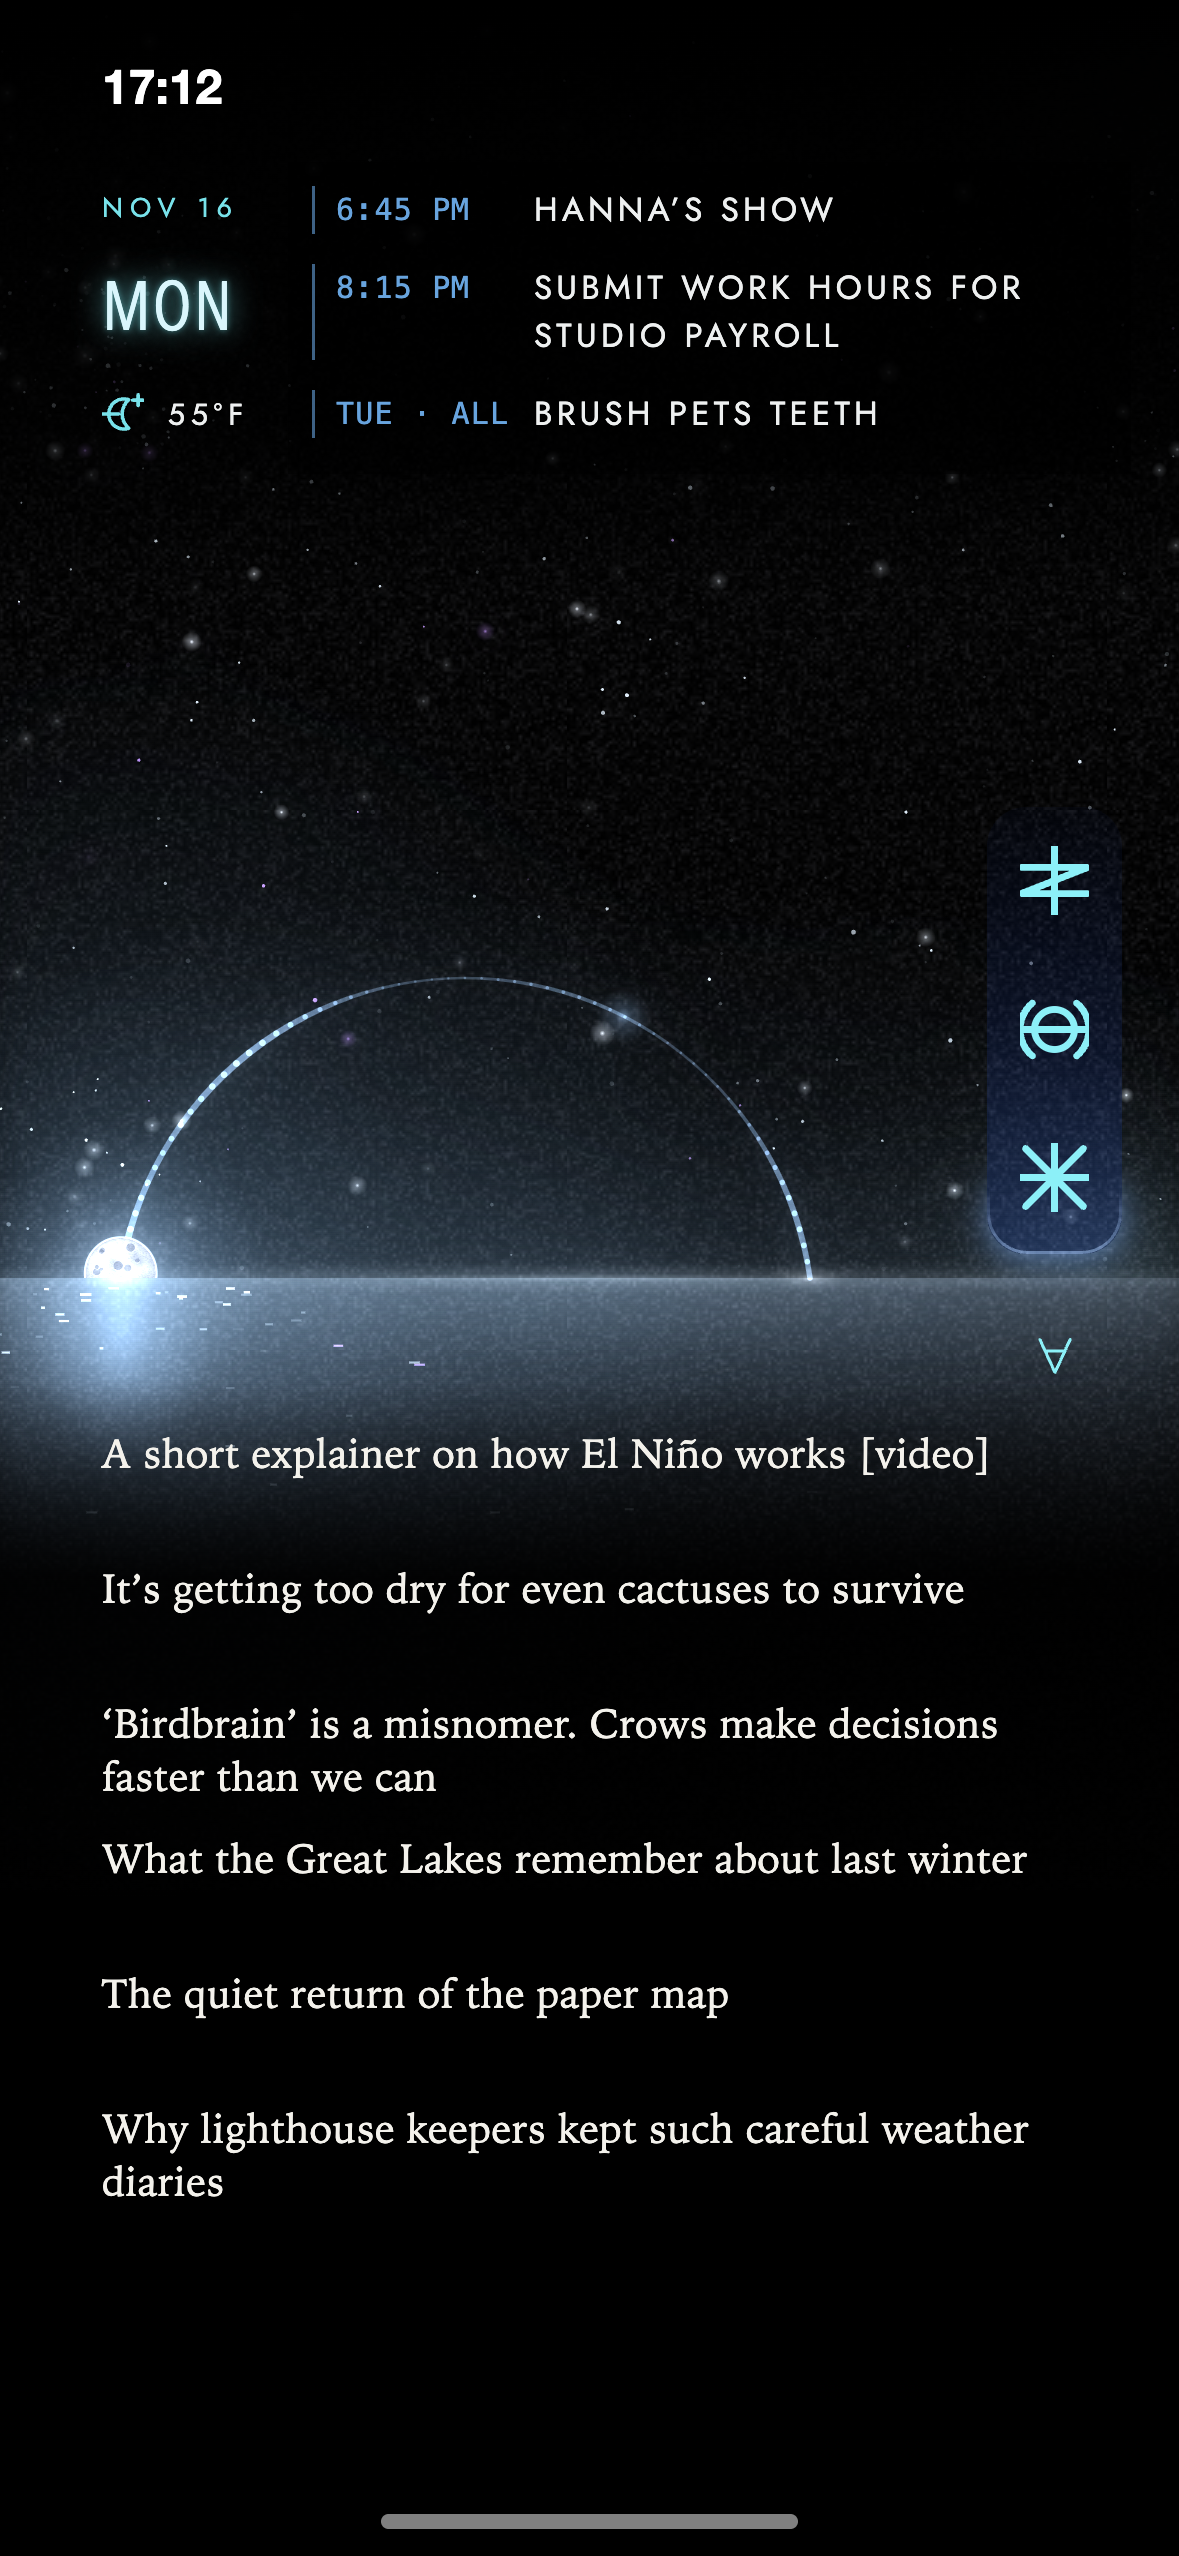 17:12
NOV 16
MON
55°F
6:45 PM HANNA’S SHOW
8:15 PM SUBMIT WORK HOURS FOR
STUDIO PAYROLL
TUE · ALL BRUSH PETS TEETH
∀
A short explainer on how El Niño works [video]
It’s getting too dry for even cactuses to survive
‘Birdbrain’ is a misnomer. Crows make decisions
faster than we can
What the Great Lakes remember about last winter
The quiet return of the paper map
Why lighthouse keepers kept such careful weather
diaries